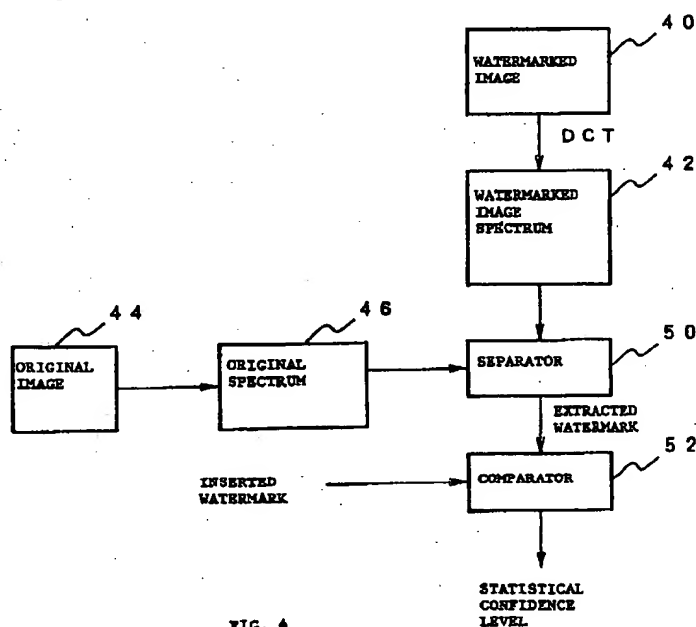 40
WATERMARKED
IMAGE
DCT
42
WATERMARKED
IMAGE
SPECTRUM
44
ORIGINAL
IMAGE
46
ORIGINAL
SPECTRUM
50
SEPARATOR
EXTRACTED
WATERMARK
52
INSERTED
WATERMARK
COMPARATOR
STATISTICAL
CONFIDENCE
LEVEL
FIG.